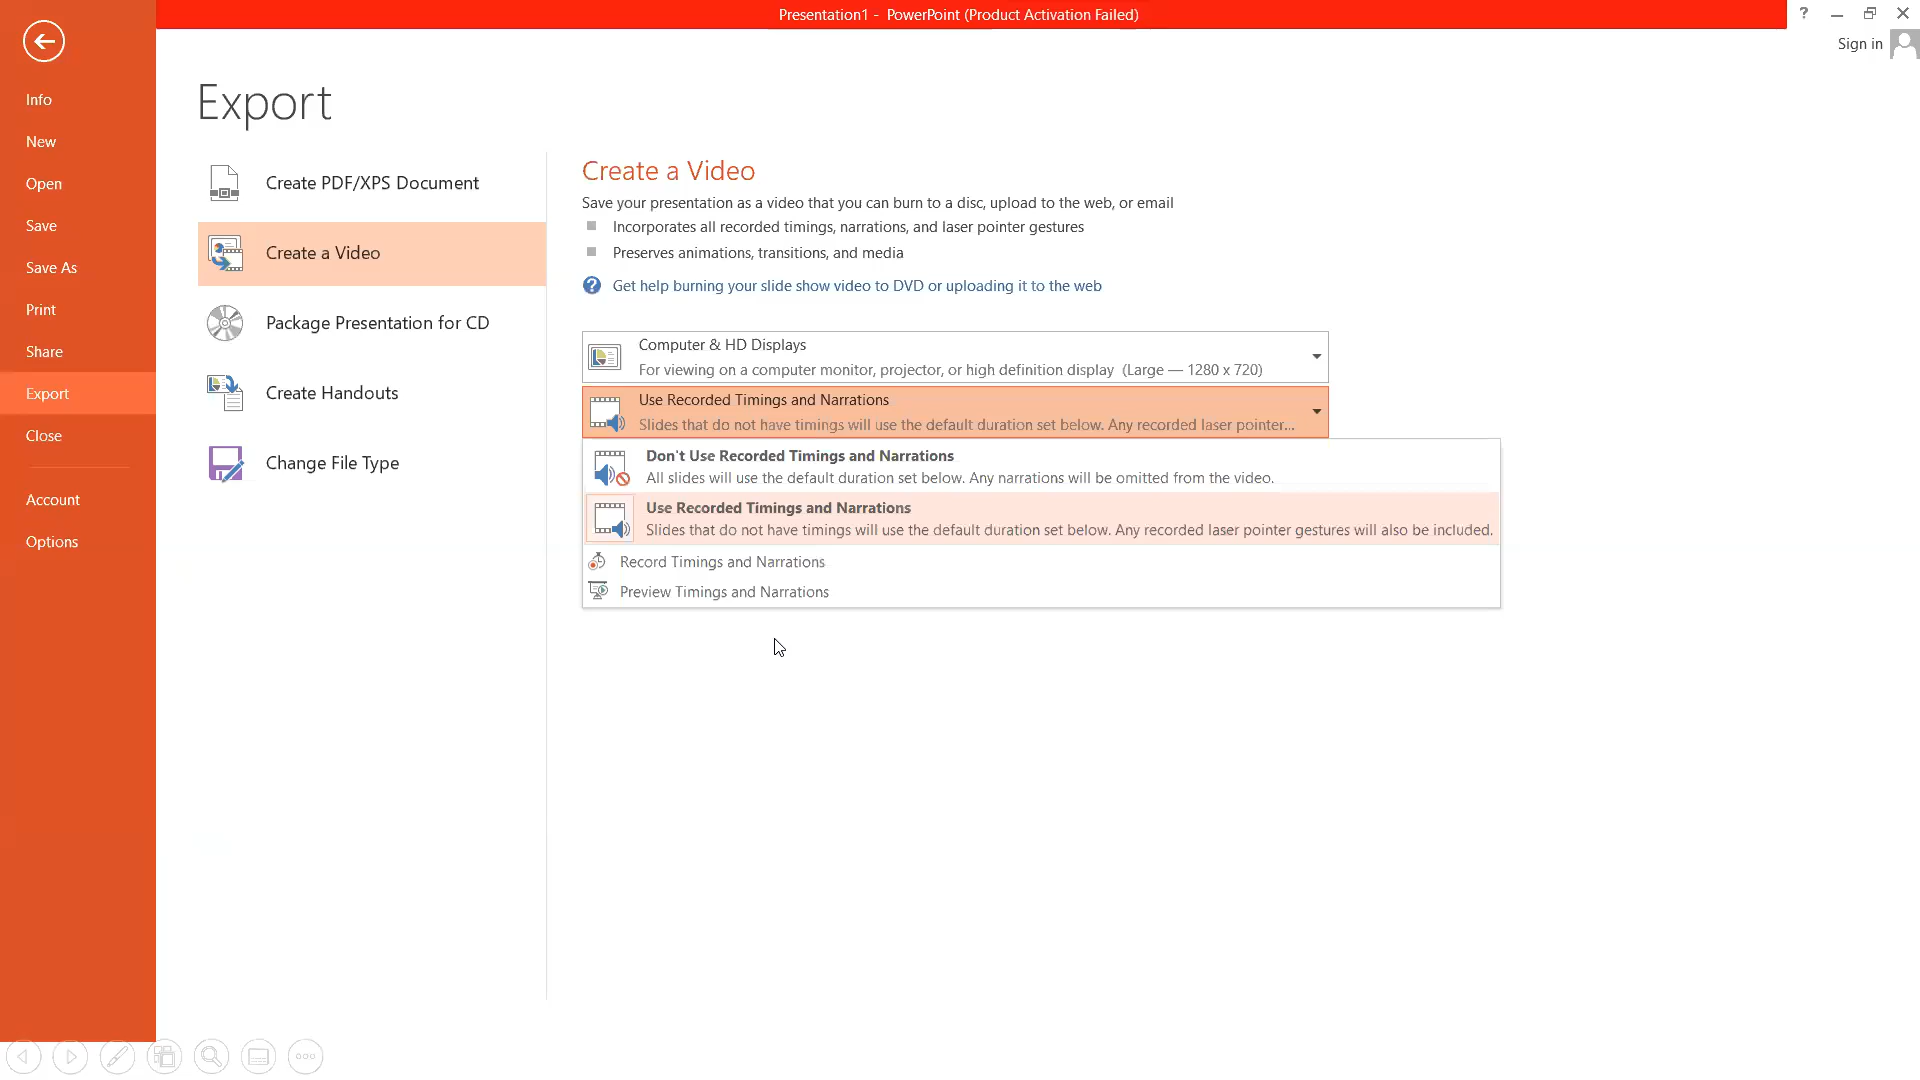 Presentation1 - PowerPoint (Product Activation Failed)
?
Sign in
Info
New
Open
Save
Save As
Print
Share
Export
Close
Account
Options
Export
Create PDF/XPS Document
Create a Video
Package Presentation for CD
Create Handouts
Change File Type
Create a Video
Save your presentation as a video that you can burn to a disc, upload to the web, or email
Incorporates all recorded timings, narrations, and laser pointer gestures
Preserves animations, transitions, and media
Get help burning your slide show video to DVD or uploading it to the web
Computer & HD Displays
For viewing on a computer monitor, projector, or high definition display (Large — 1280 x 720)
Use Recorded Timings and Narrations
Slides that do not have timings will use the default duration set below. Any recorded laser pointer...
Don't Use Recorded Timings and Narrations
All slides will use the default duration set below. Any narrations will be omitted from the video.
Use Recorded Timings and Narrations
Slides that do not have timings will use the default duration set below. Any recorded laser pointer gestures will also be included.
Record Timings and Narrations
Preview Timings and Narrations